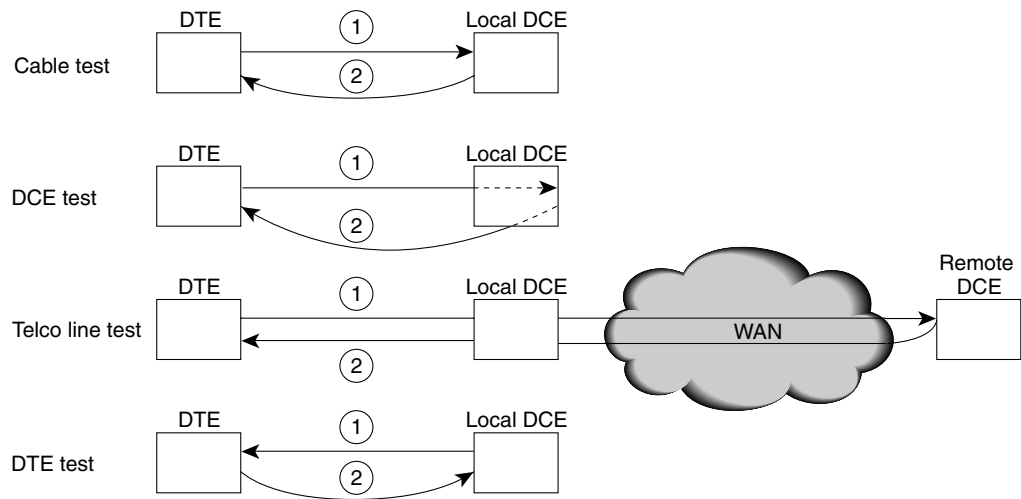 DTE
1
Local DCE
Cable test
2
DTE
1
Local DCE
DCE test
2
DTE
1
Local DCE
Remote
DCE
Telco line test
WAN
2
DTE
1
Local DCE
DTE test
2